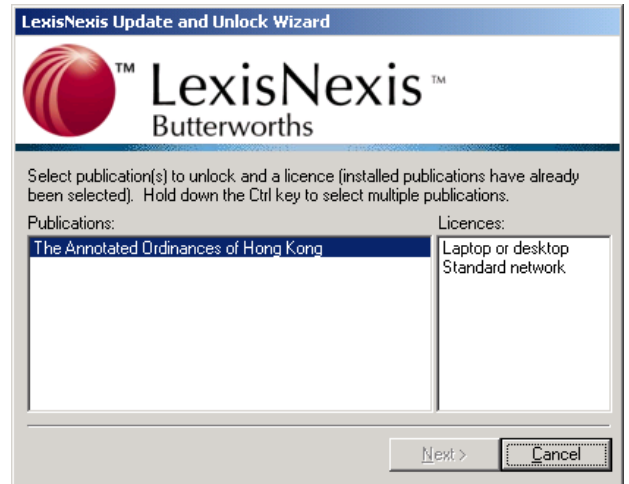 LexisNexis Update and Unlock Wizard
TM LexisNexis TM
Butterworths
Select publication(s) to unlock and a licence (installed publications have already
been selected). Hold down the Ctrl key to select multiple publications.
Publications:
Licences:
The Annotated Ordinances of Hong Kong
Laptop or desktop
Standard network
Next >
Cancel